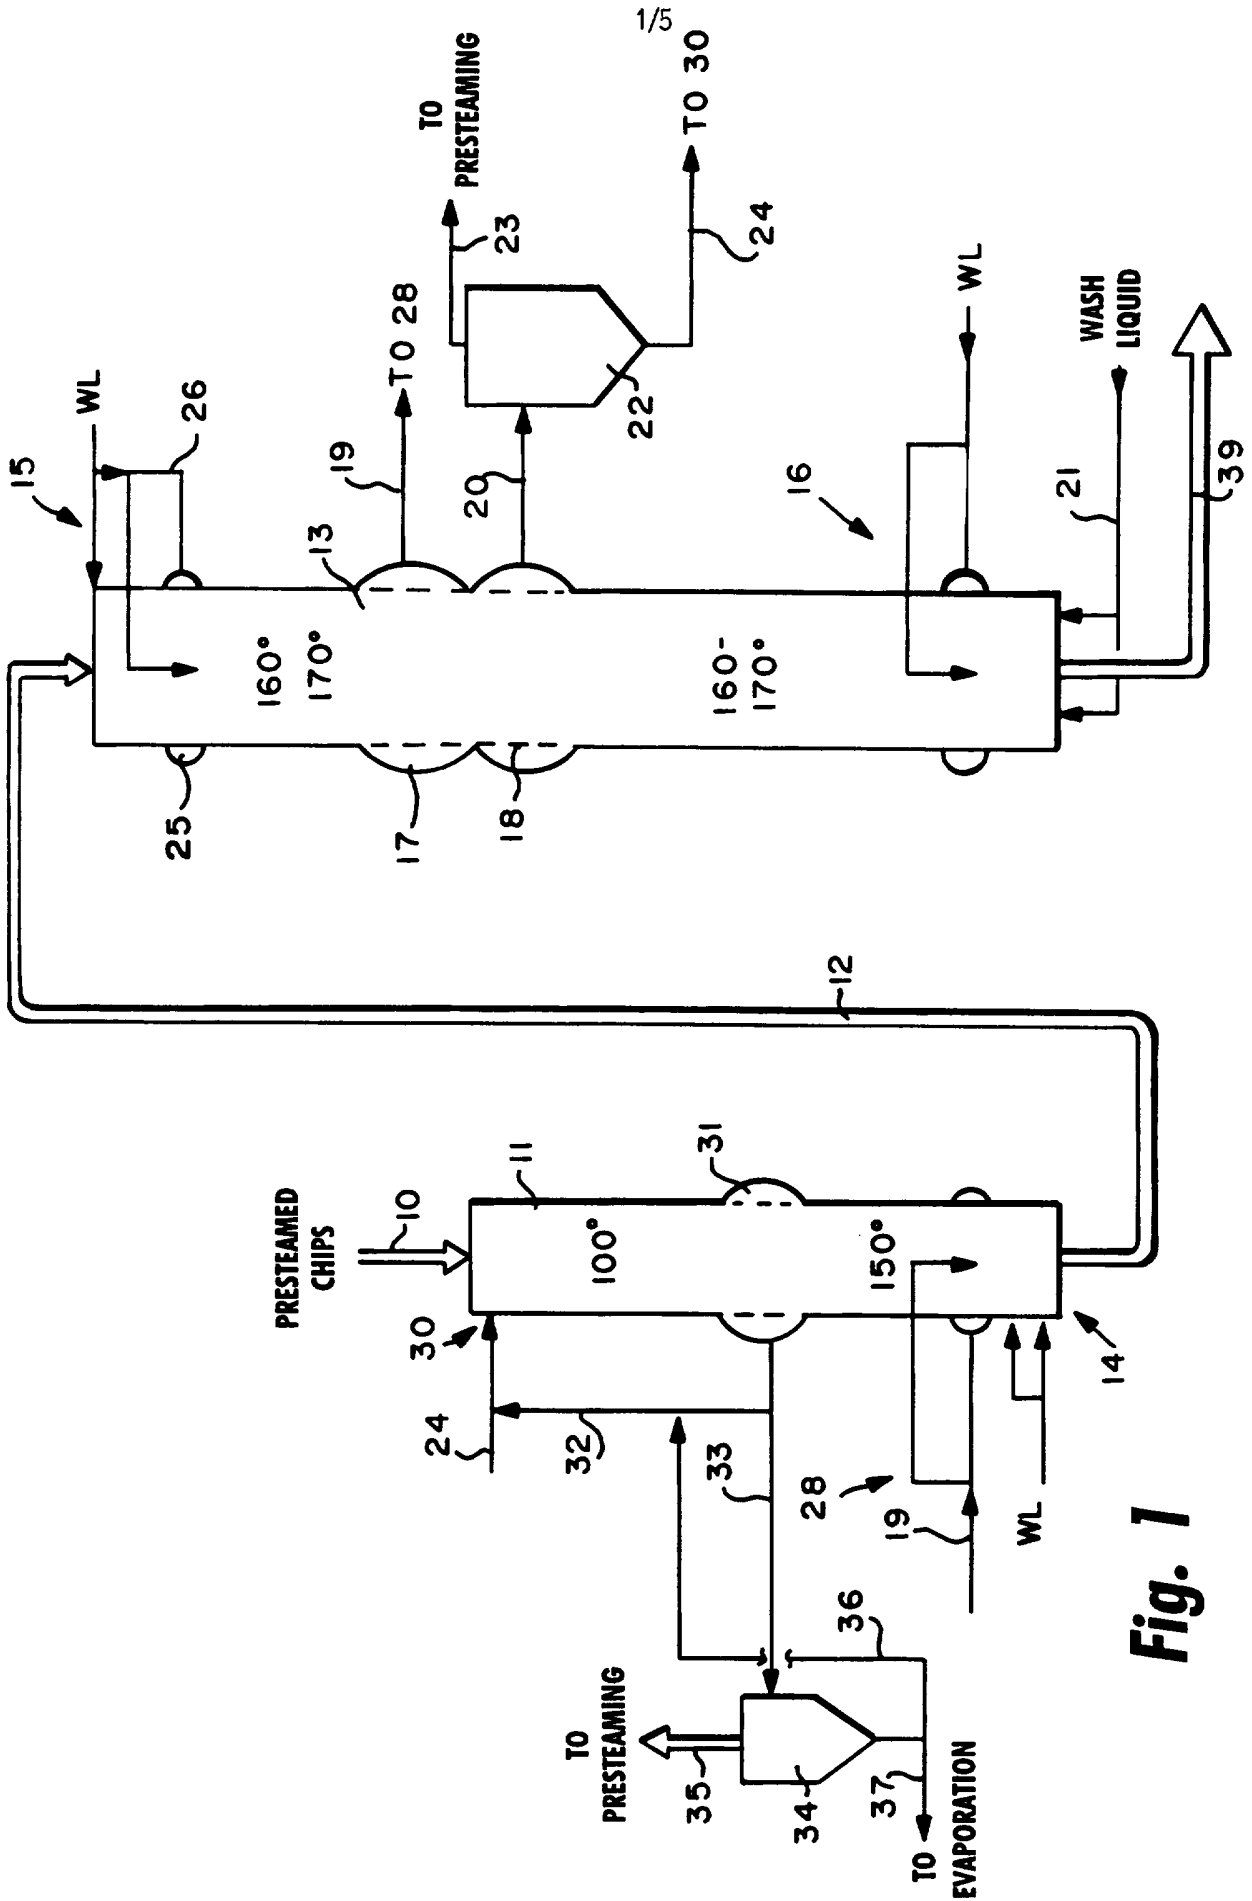 1/5
PRESTEAMED
CHIPS
10
11
100°
30
24
32
31
33
150°
28
19
WL
14
TO
PRESTEAMING
35
34
36
37
TO
EVAPORATION
12
15
WL
26
25
160°
170°
13
17
18
19
TO 28
20
22
TO
PRESTEAMING
23
24
TO 30
160-
170°
16
WL
21
WASH
LIQUID
39
Fig. 1